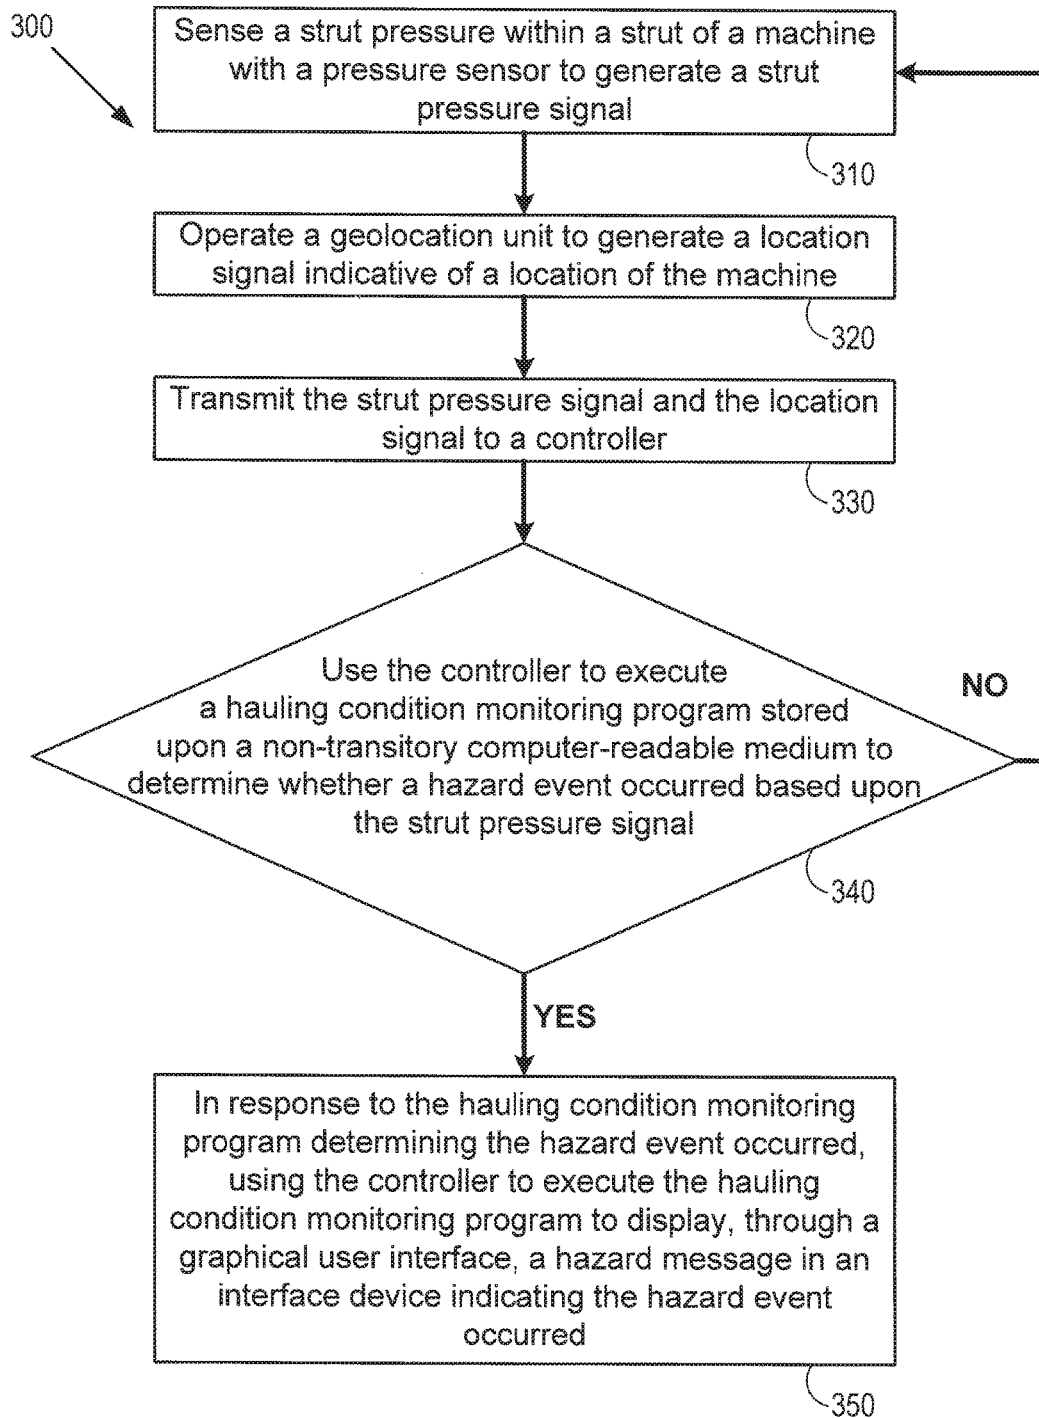 300
Sense a strut pressure within a strut of a machine
with a pressure sensor to generate a strut
pressure signal
310
Operate a geolocation unit to generate a location
signal indicative of a location of the machine
320
Transmit the strut pressure signal and the location
signal to a controller
330
Use the controller to execute
a hauling condition monitoring program stored
upon a non-transitory computer-readable medium to
determine whether a hazard event occurred based upon
the strut pressure signal
NO
340
YES
In response to the hauling condition monitoring
program determining the hazard event occurred,
using the controller to execute the hauling
condition monitoring program to display, through a
graphical user interface, a hazard message in an
interface device indicating the hazard event
occurred
350